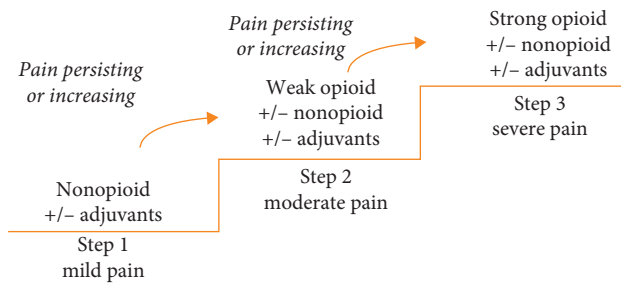 Pain persisting
or increasing
Nonopioid
+/– adjuvants
Step 1
mild pain
Pain persisting
or increasing
Weak opioid
+/– nonopioid
+/– adjuvants
Step 2
moderate pain
Strong opioid
+/– nonopioid
+/– adjuvants
Step 3
severe pain